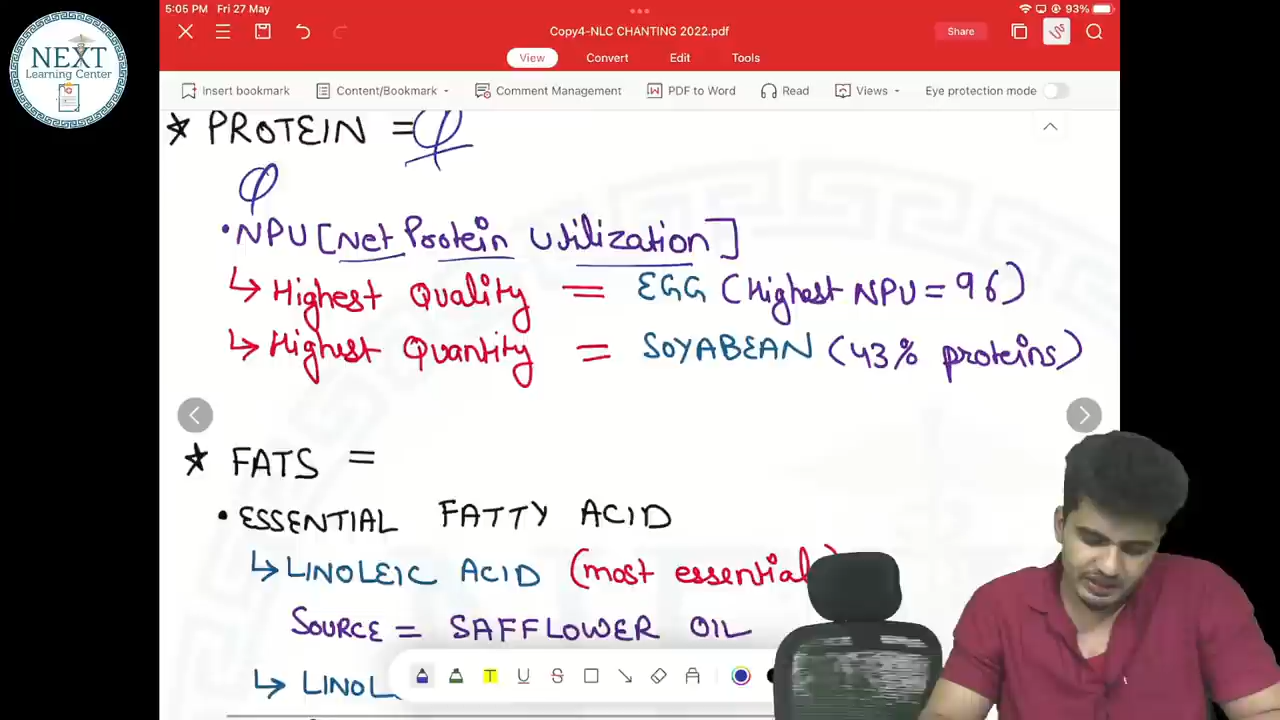 5:05 PM Fri 27 May
93%
NEXT
Learning Center
Copy4-NLC CHANTING 2022.pdf
Share
View Convert Edit Tools
Insert bookmark Content/Bookmark Comment Management PDF to Word Read Views Eye protection mode
★ PROTEIN = φ
φ
• NPU [Net Protein Utilization]
↳ Highest Quality = EGG (Highest NPU = 96)
↳ Highest Quantity = SOYABEAN (43% proteins)
★ FATS =
• ESSENTIAL FATTY ACID
↳ LINOLEIC ACID (most essential)
SOURCE = SAFFLOWER OIL
↳ LINOL